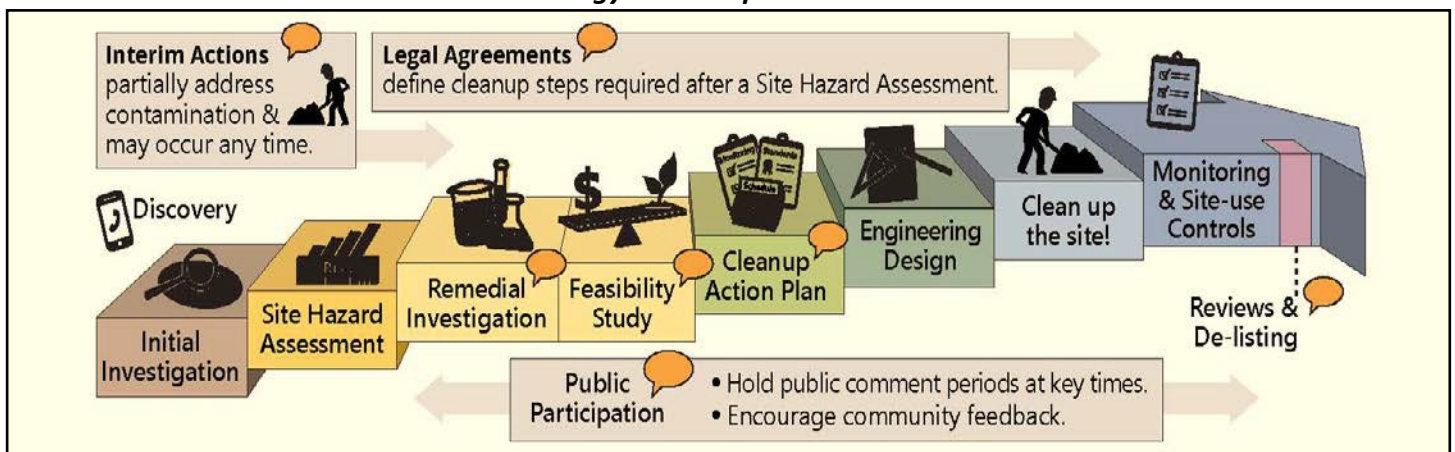 Interim Actions
partially address
contamination &
may occur any time.
Legal Agreements
define cleanup steps required after a Site Hazard Assessment.
Discovery
Initial
Investigation
Site Hazard
Assessment
Remedial
Investigation
$
Feasibility
Study
Monitoring
Standards
Schedule
Cleanup
Action Plan
Engineering
Design
Clean up
the site!
Monitoring
& Site-use
Controls
Reviews &
De-listing
Public
Participation
• Hold public comment periods at key times.
• Encourage community feedback.